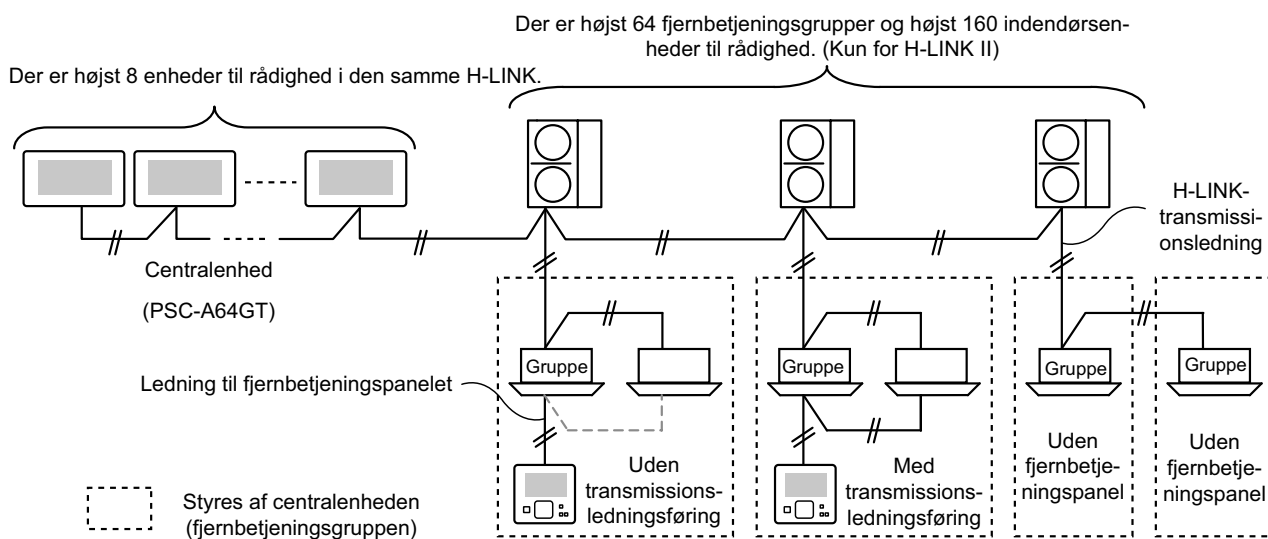 Der er højst 64 fjernbetjeningsgrupper og højst 160 indendørsen-
heder til rådighed. (Kun for H-LINK II)
Der er højst 8 enheder til rådighed i den samme H-LINK.
H-LINK-
transmissi-
onsledning
Centralenhed
(PSC-A64GT)
Gruppe
Gruppe
Gruppe
Gruppe
Ledning til fjernbetjeningspanelet
Uden
transmissions-
ledningsføring
Med
transmissions-
ledningsføring
Uden
fjernbetje-
ningspanel
Uden
fjernbetje-
ningspanel
Styres af centralenheden
(fjernbetjeningsgruppen)